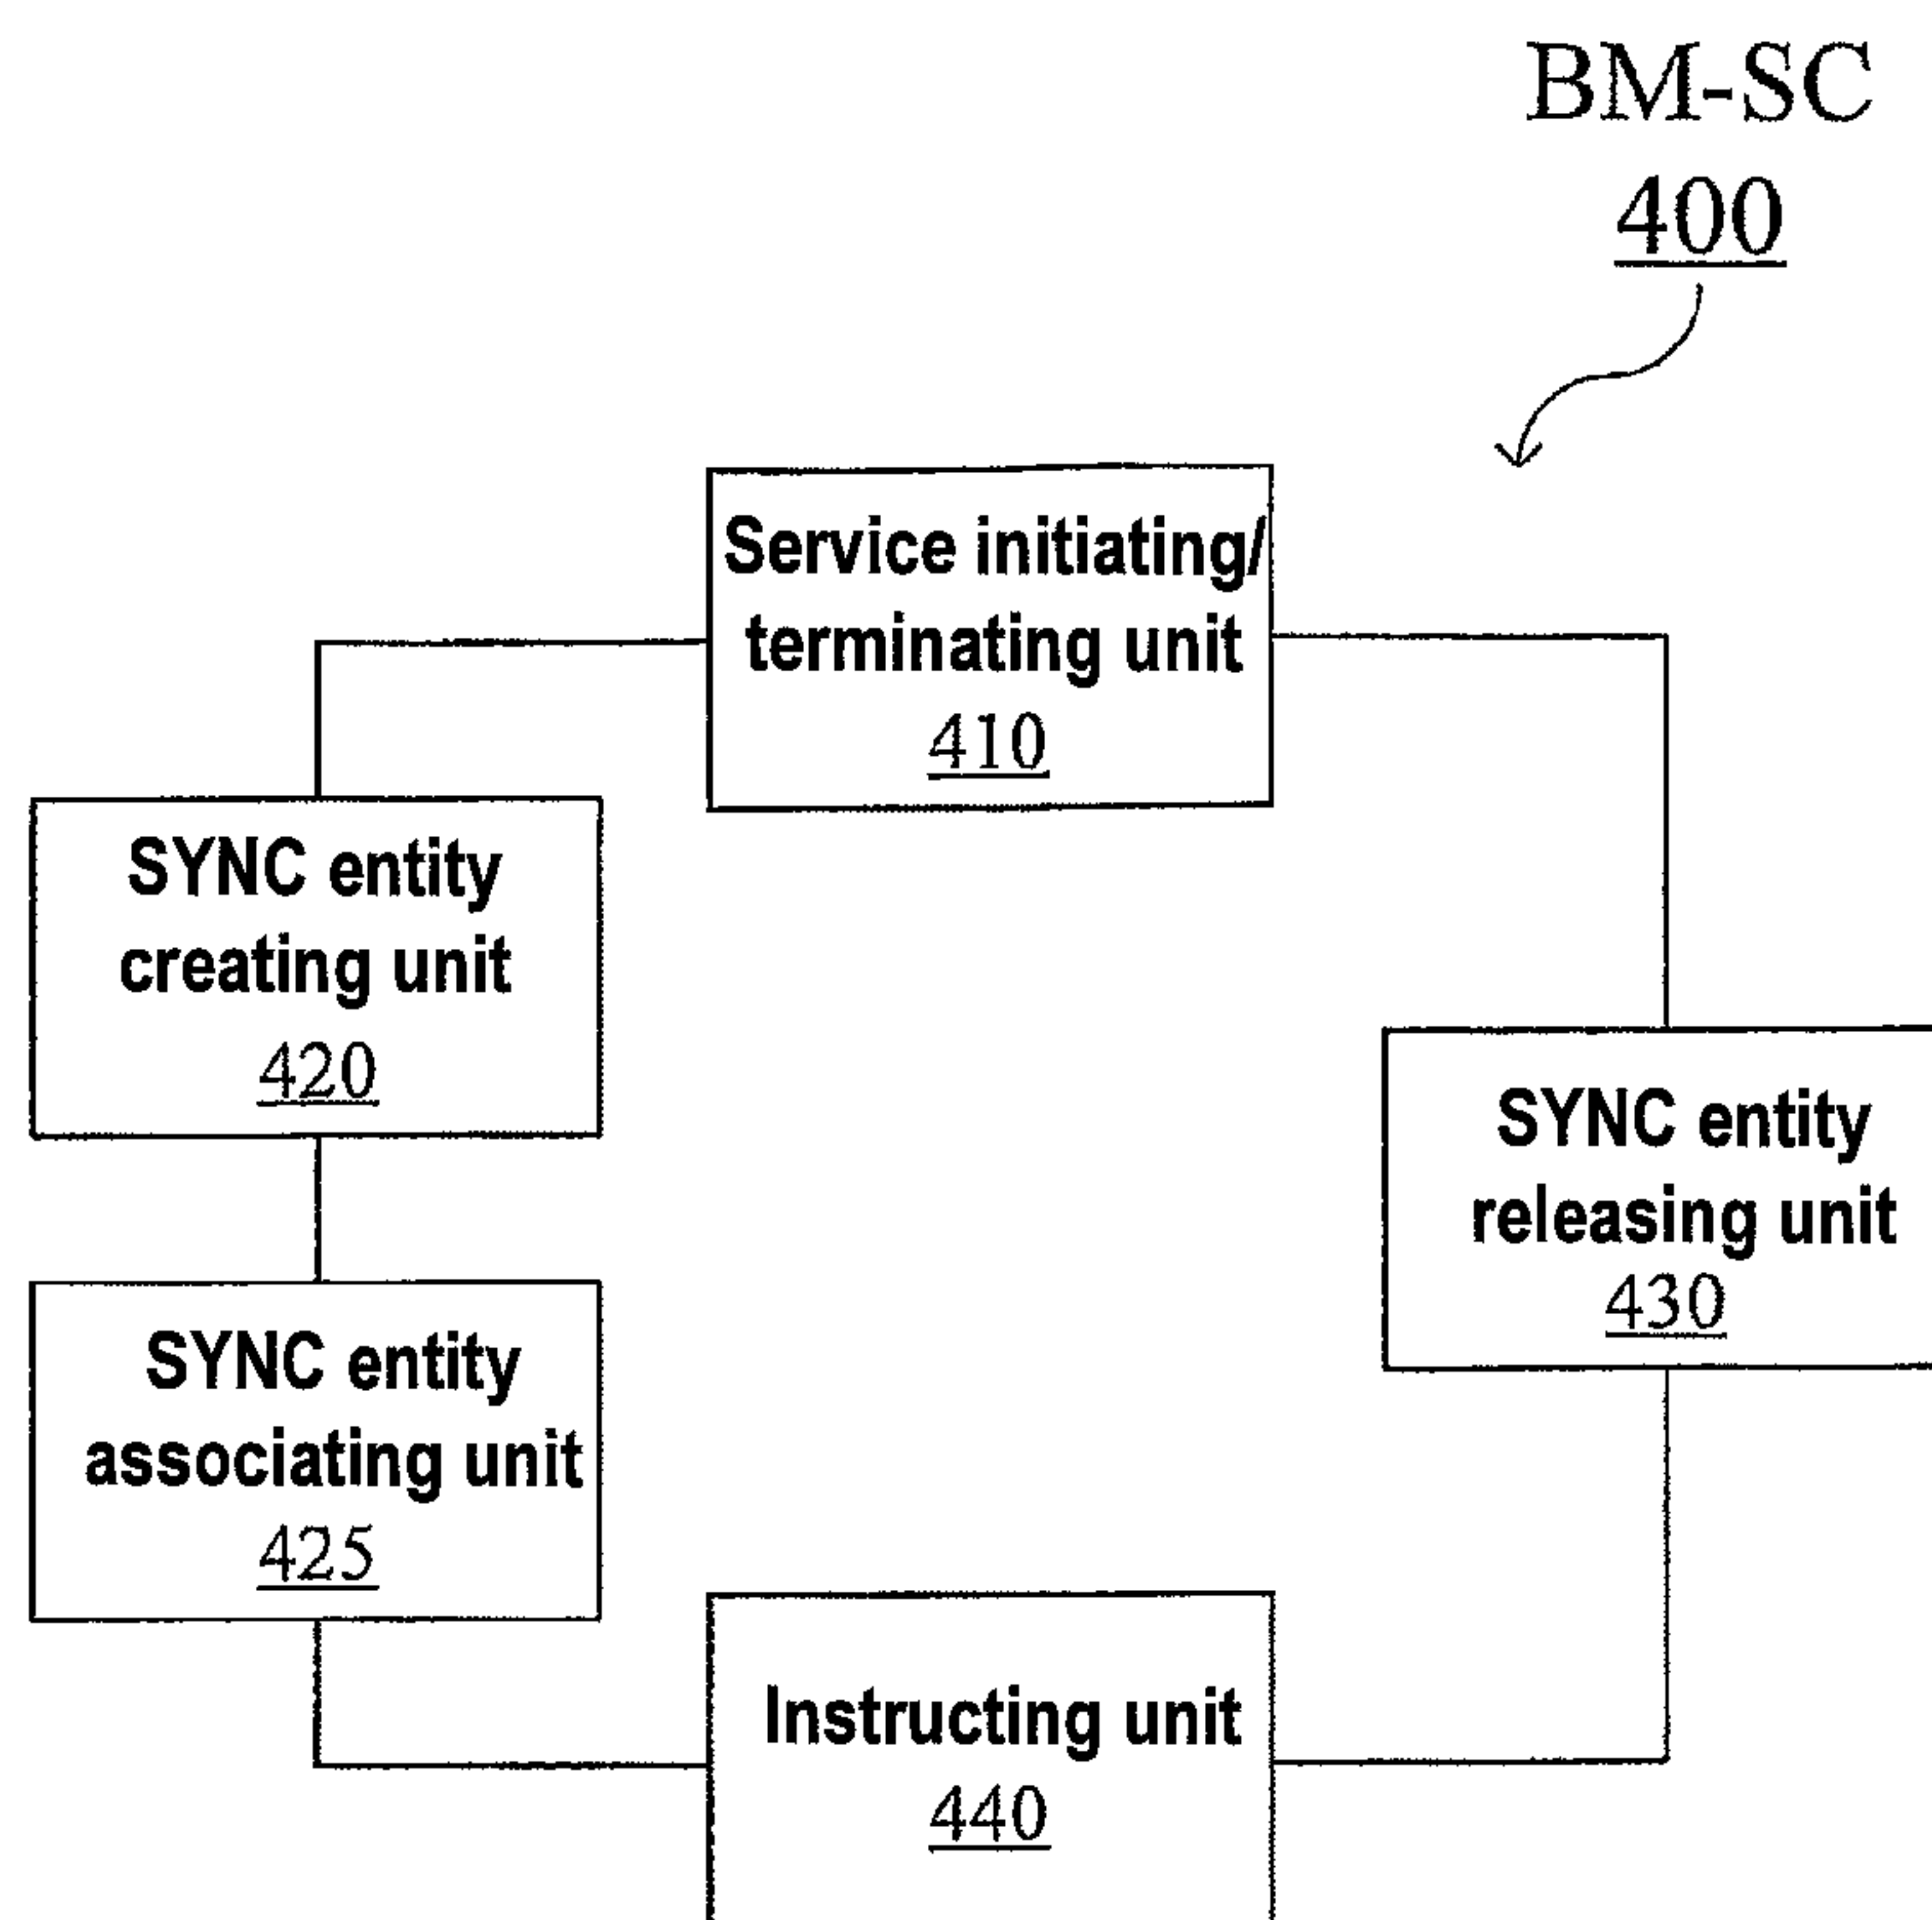 BM-SC
400
Service initiating/
terminating unit
410
SYNC entity
creating unit
420
SYNC entity
releasing unit
430
SYNC entity
associating unit
425
Instructing unit
440